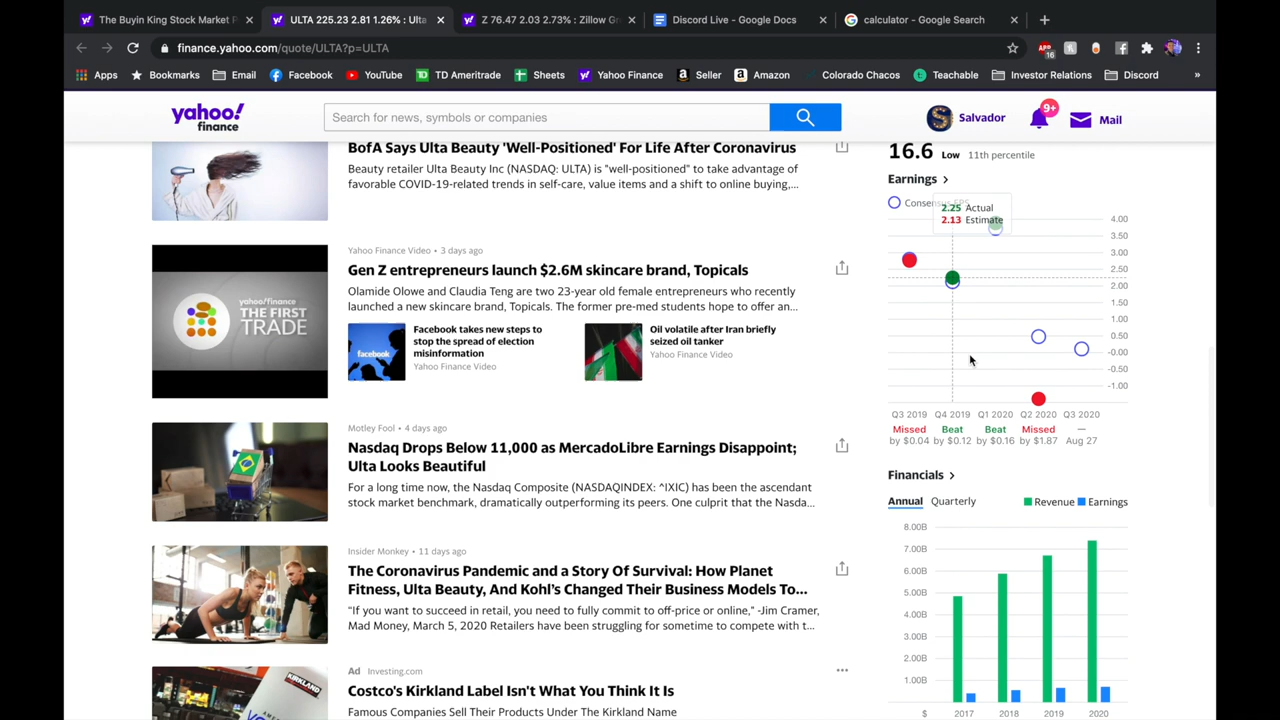 The Buyin King Stock Market P
ULTA 225.23 2.81 1.26% : Ulta
Z 76.47 2.03 2.73% : Zillow Gr
Discord Live - Google Docs
calculator - Google Search
finance.yahoo.com/quote/ULTA?p=ULTA
ABP
16
Apps
Bookmarks
Email
Facebook
YouTube
TD Ameritrade
Sheets
Yahoo Finance
Seller
Amazon
Colorado Chacos
Teachable
Investor Relations
Discord
»
yahoo!
finance
Search for news, symbols or companies
Salvador
9+
Mail
BofA Says Ulta Beauty 'Well-Positioned' For Life After Coronavirus
Beauty retailer Ulta Beauty Inc (NASDAQ: ULTA) is "well-positioned" to take advantage of
favorable COVID-19-related trends in self-care, value items and a shift to online buying,...
Yahoo Finance Video • 3 days ago
Gen Z entrepreneurs launch $2.6M skincare brand, Topicals
Olamide Olowe and Claudia Teng are two 23-year old female entrepreneurs who recently
launched a new skincare brand, Topicals. The former pre-med students hope to offer an...
yahoo!finance
THE FIRST
TRADE
facebook
Facebook takes new steps to
stop the spread of election
misinformation
Yahoo Finance Video
Oil volatile after Iran briefly
seized oil tanker
Yahoo Finance Video
Motley Fool • 4 days ago
Nasdaq Drops Below 11,000 as MercadoLibre Earnings Disappoint;
Ulta Looks Beautiful
For a long time now, the Nasdaq Composite (NASDAQINDEX: ^IXIC) has been the ascendant
stock market benchmark, dramatically outperforming its peers. One culprit that the Nasda...
Insider Monkey • 11 days ago
The Coronavirus Pandemic and a Story Of Survival: How Planet
Fitness, Ulta Beauty, And Kohl's Changed Their Business Models To...
"If you want to succeed in retail, you need to fully commit to off-price or online," -Jim Cramer,
Mad Money, March 5, 2020 Retailers have been struggling for sometime to compete with t...
KIRKLAND
Ad Investing.com
Costco's Kirkland Label Isn't What You Think It Is
Famous Companies Sell Their Products Under The Kirkland Name
16.6 Low 11th percentile
Earnings
Consensus EPS
2.25 Actual
2.13 Estimate
4.00
3.50
3.00
2.50
2.00
1.50
1.00
0.50
-0.00
-0.50
-1.00
Q3 2019 Q4 2019 Q1 2020 Q2 2020 Q3 2020
Missed Beat Beat Missed —
by $0.04 by $0.12 by $0.16 by $1.87 Aug 27
Financials
Annual Quarterly
Revenue Earnings
8.00B
7.00B
6.00B
5.00B
4.00B
3.00B
2.00B
1.00B
$ 2017 2018 2019 2020